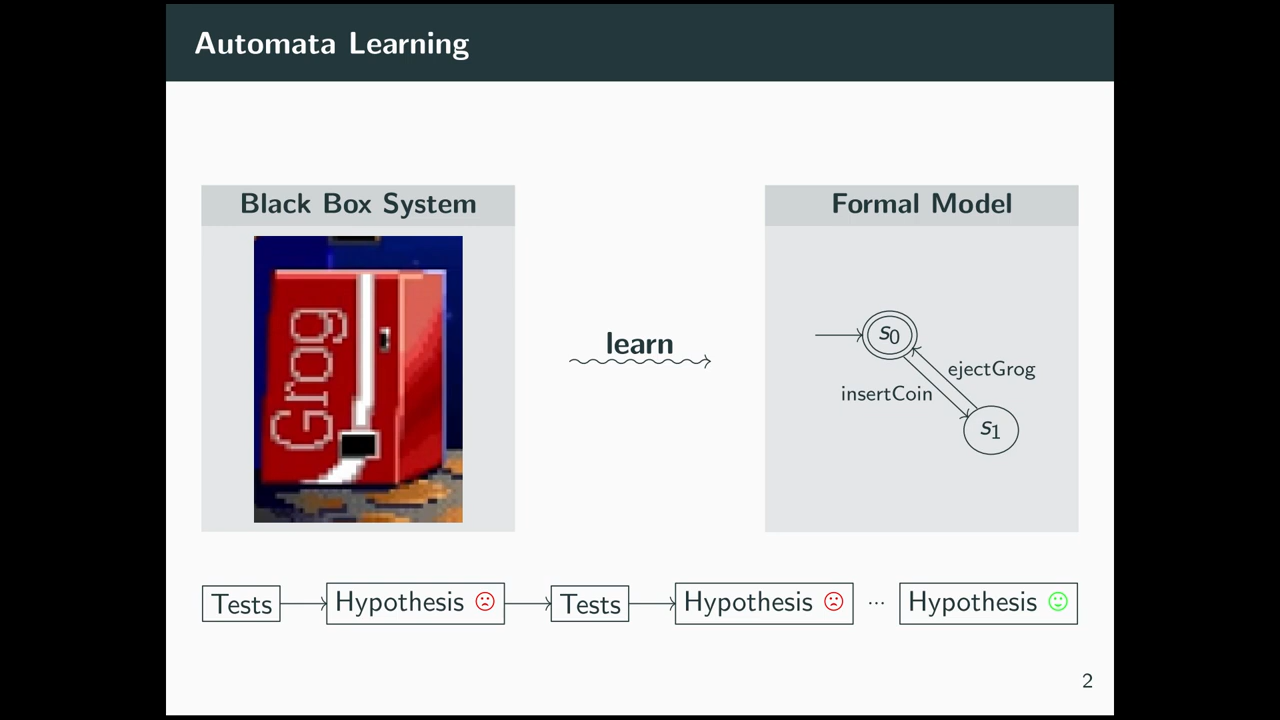 Automata Learning
Black Box System
Formal Model
Grog
learn
s0
ejectGrog
insertCoin
s1
Tests
Hypothesis ☹
Tests
Hypothesis ☹
...
Hypothesis ☺
2